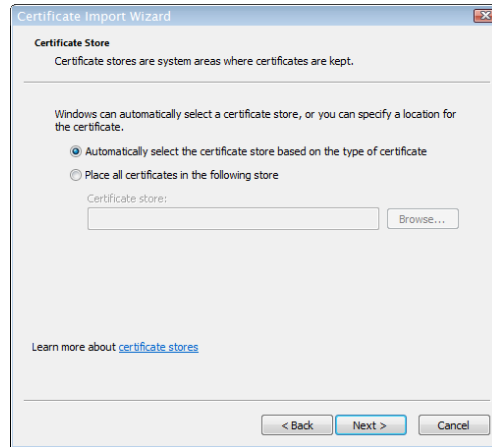 Certificate Import Wizard
Certificate Store
Certificate stores are system areas where certificates are kept.
Windows can automatically select a certificate store, or you can specify a location for
the certificate.
Automatically select the certificate store based on the type of certificate
Place all certificates in the following store
Certificate store:
Browse...
Learn more about certificate stores
< Back
Next >
Cancel